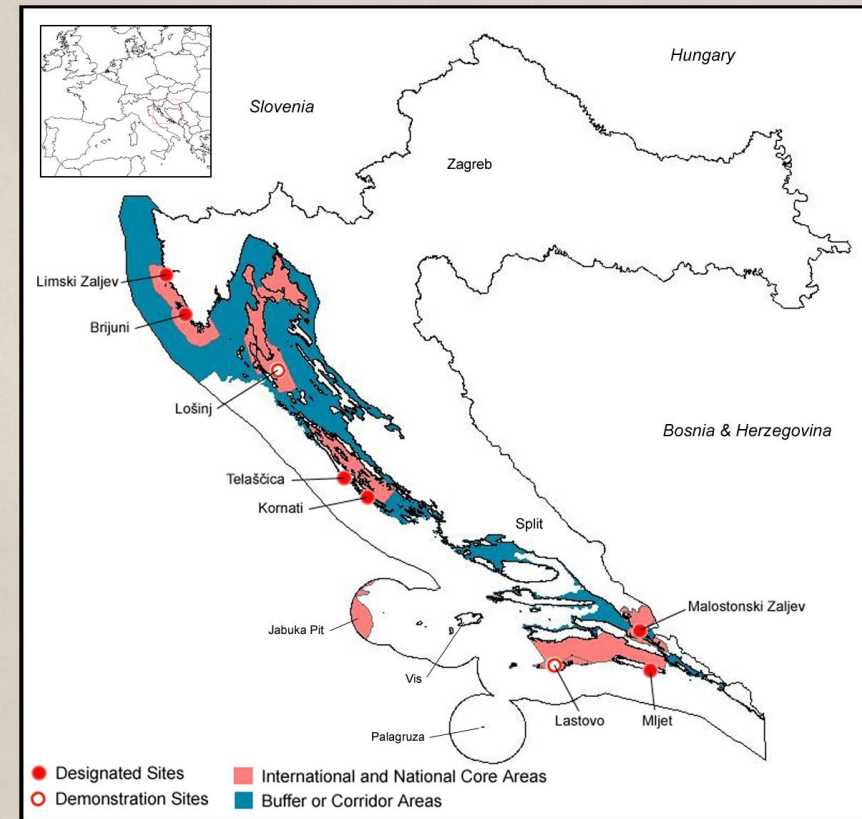 Hungary
Slovenia
Zagreb
Limski Zaljev
Brijuni
Lošinj
Bosnia & Herzegovina
Telaščica
Kornati
Split
Malostonski Zaljev
Jabuka Pit
Vis
Lastovo
Mljet
Palagruza
Designated Sites
International and National Core Areas
Demonstration Sites
Buffer or Corridor Areas